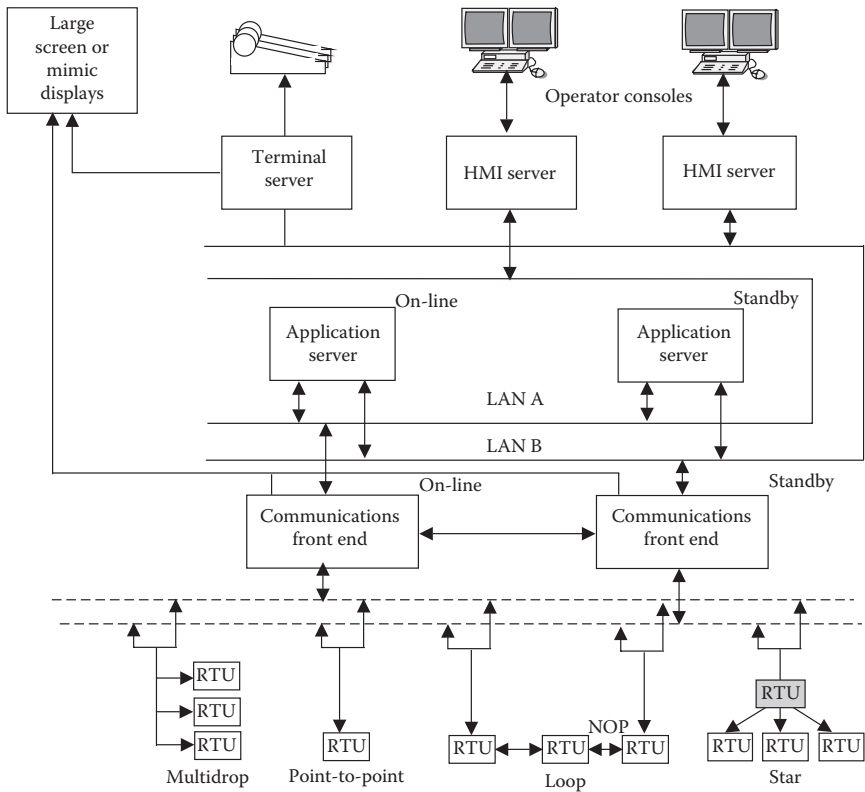 Large
screen or
mimic
displays
Operator consoles
Terminal
server
HMI server
HMI server
On-line
Standby
Application
server
Application
server
LAN A
LAN B
On-line
Standby
Communications
front end
Communications
front end
RTU
RTU
RTU
Multidrop
RTU
Point-to-point
RTU
RTU
NOP
RTU
Loop
RTU
RTU
RTU
RTU
Star